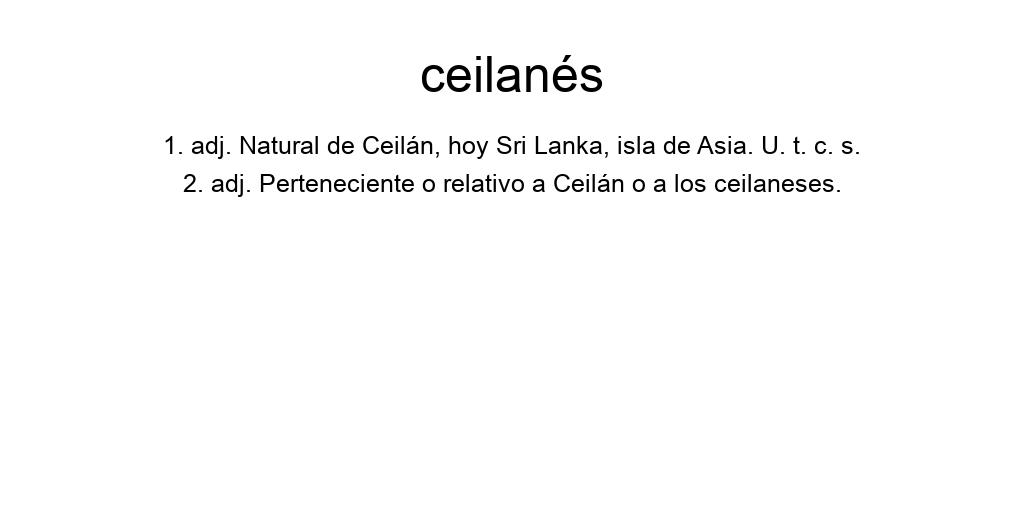 ceilanés
1. adj. Natural de Ceilán, hoy Sri Lanka, isla de Asia. U. t. c. s.
2. adj. Perteneciente o relativo a Ceilán o a los ceilaneses.